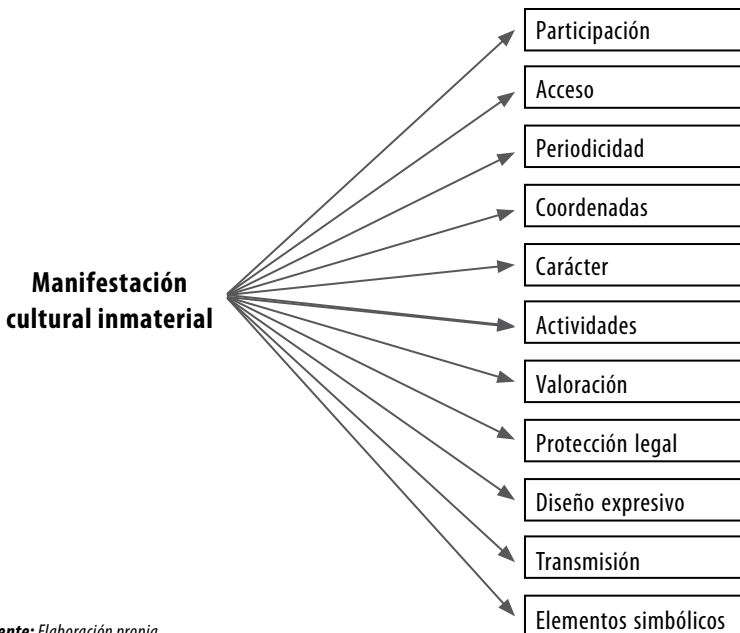 Participación
Acceso
Periodicidad
Coordenadas
Carácter
Manifestación
cultural inmaterial
Actividades
Valoración
Protección legal
Diseño expresivo
Transmisión
Elementos simbólicos
ente: Elaboración propia